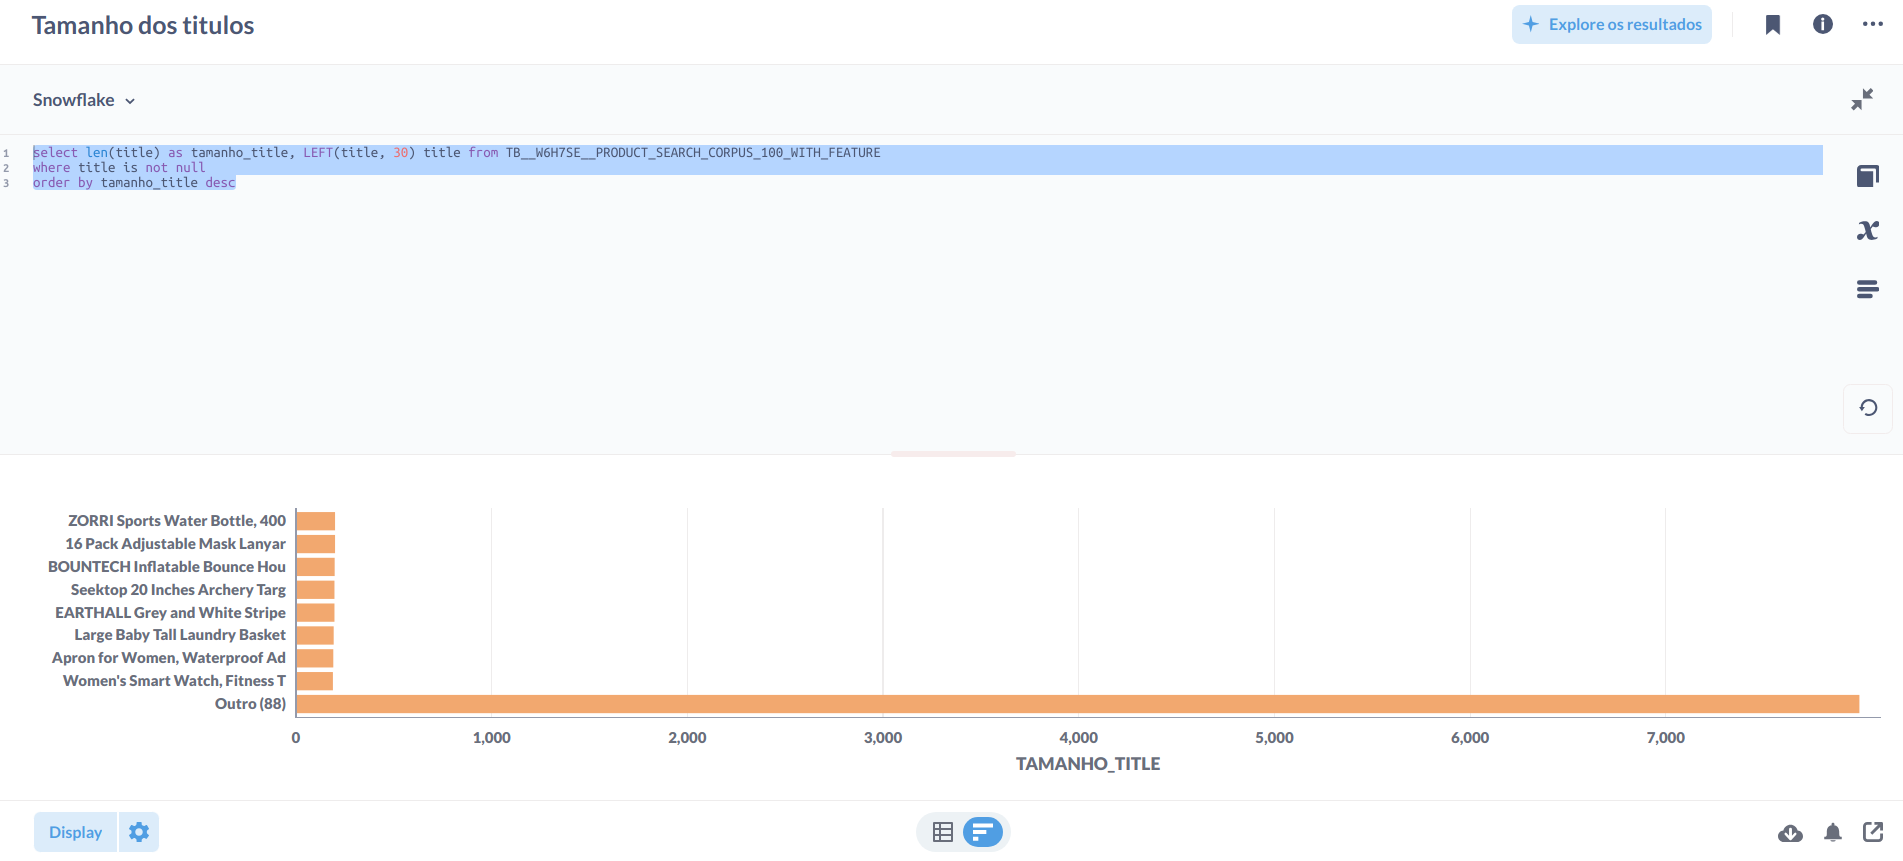 Tamanho dos titulos
Explore os resultados
Snowflake
1 select len(title) as tamanho_title, LEFT(title, 30) title from TB__W6H7SE__PRODUCT_SEARCH_CORPUS_100_WITH_FEATURE
2 where title is not null
3 order by tamanho_title desc
x
ZORRI Sports Water Bottle, 400
16 Pack Adjustable Mask Lanyar
BOUNTECH Inflatable Bounce Hou
Seektop 20 Inches Archery Targ
EARTHALL Grey and White Stripe
Large Baby Tall Laundry Basket
Apron for Women, Waterproof Ad
Women's Smart Watch, Fitness T
Outro (88)
0 1,000 2,000 3,000 4,000 5,000 6,000 7,000
TAMANHO_TITLE
Display